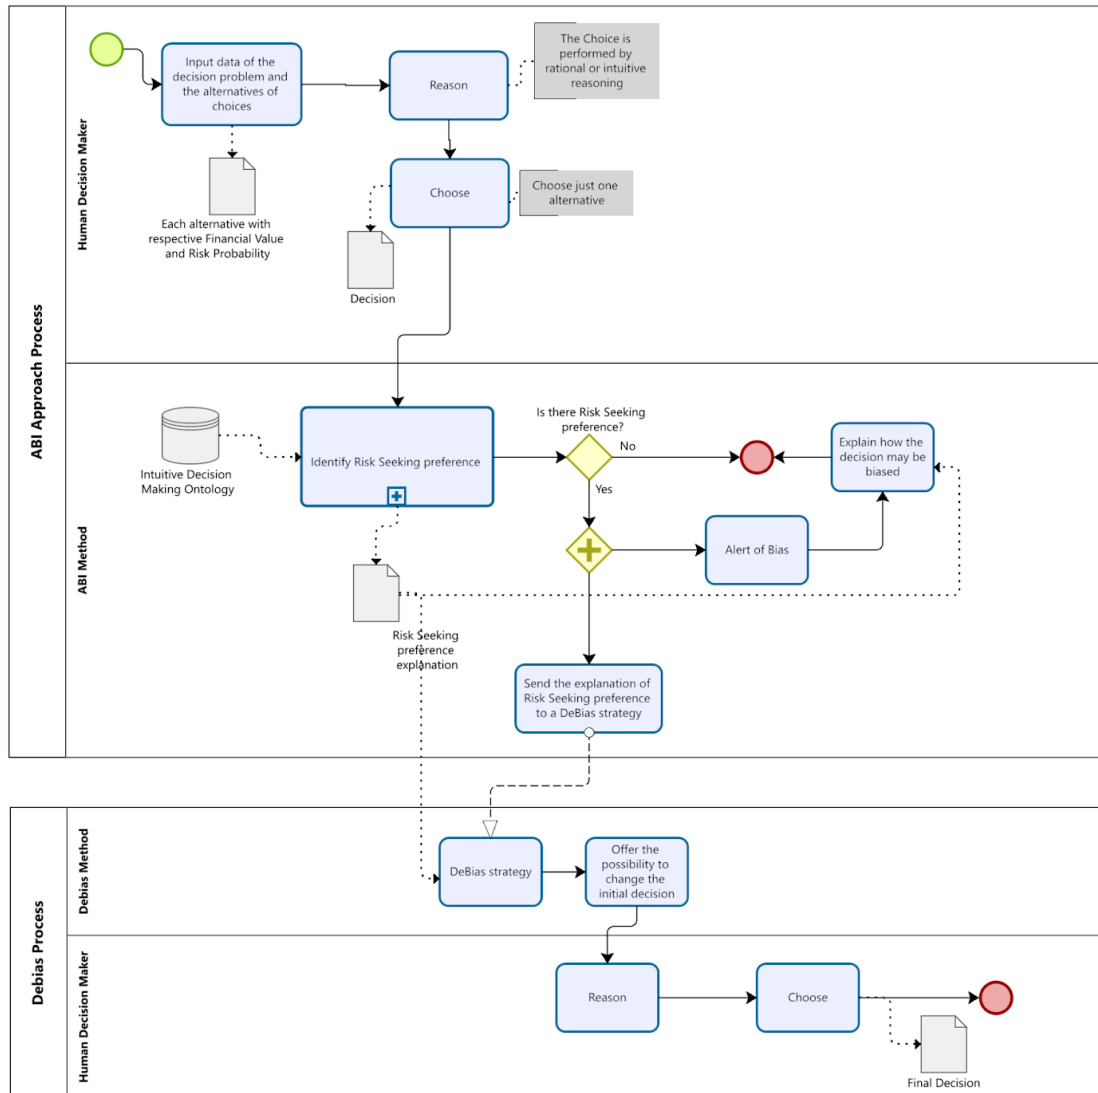 ABI Approach Process
Human Decision Maker
Input data of the
decision problem and
the alternatives of
choices
Reason
The Choice is
performed by
rational or intuitive
reasoning
Each alternative with
respective Financial Value
and Risk Probability
Choose
Choose just one
alternative
Decision
ABI Method
Intuitive Decision
Making Ontology
Identify Risk Seeking preference
Is there Risk Seeking
preference?
No
Yes
Explain how the
decision may be
biased
Alert of Bias
Risk Seeking
preference
explanation
Send the explanation of
Risk Seeking preference
to a DeBias strategy
Debias Process
Debias Method
DeBias strategy
Offer the
possibility to
change the
initial decision
Human Decision Maker
Reason
Choose
Final Decision